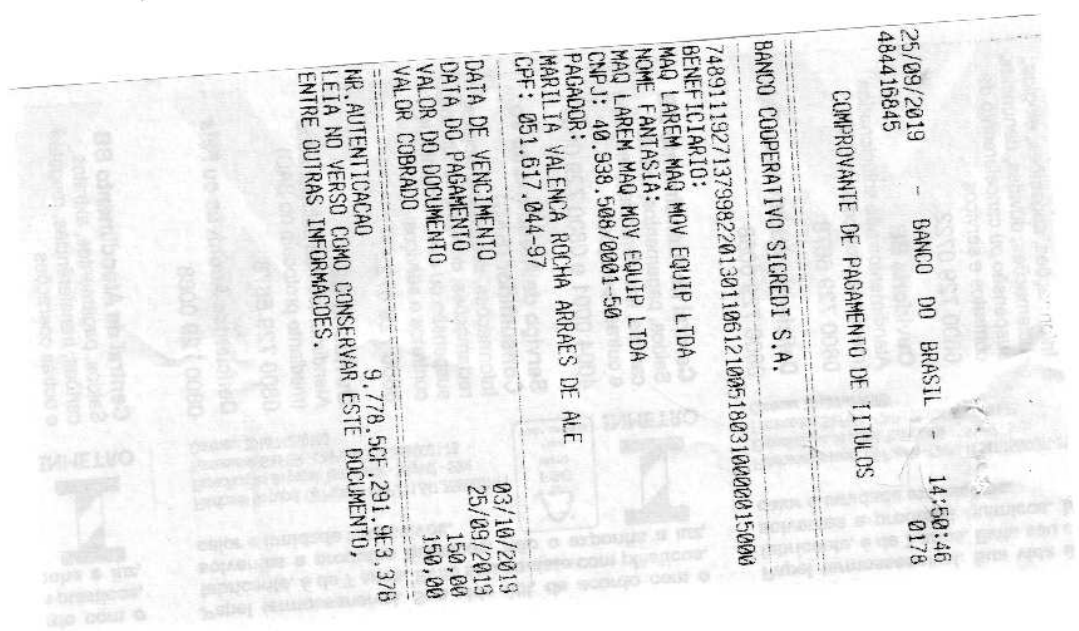 25/09/2019 - BANCO DO BRASIL - 14:50:46
484416845 0178
COMPROVANTE DE PAGAMENTO DE TITULOS
BANCO COOPERATIVO SICREDI S.A.
74891119271379982201301106121005180310000015000
BENEFICIARIO:
MAQ LAREM MAQ MOV EQUIP LTDA
NOME FANTASIA:
MAQ LAREM MAQ MOV EQUIP LTDA
CNPJ: 40.938.508/0001-50
PAGADOR:
MARILIA VALENCA ROCHA ARRAES DE ALE
CPF: 051.617.044-97
DATA DE VENCIMENTO 03/10/2019
DATA DO PAGAMENTO 25/09/2019
VALOR DO DOCUMENTO 150,00
VALOR COBRADO 150,00
NR.AUTENTICACAO 9.778.5CF.291.9E3.378
LEIA NO VERSO COMO CONSERVAR ESTE DOCUMENTO,
ENTRE OUTRAS INFORMACOES.